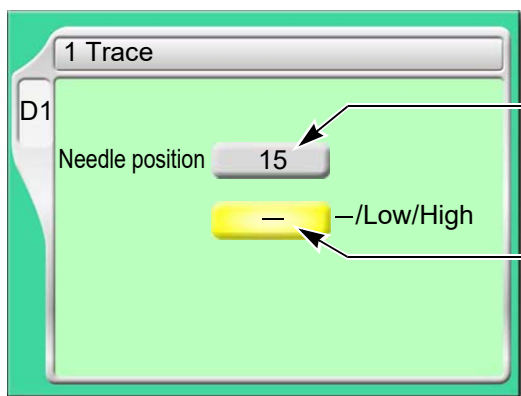 1 Trace
D1
Needle position 15
— –/Low/High